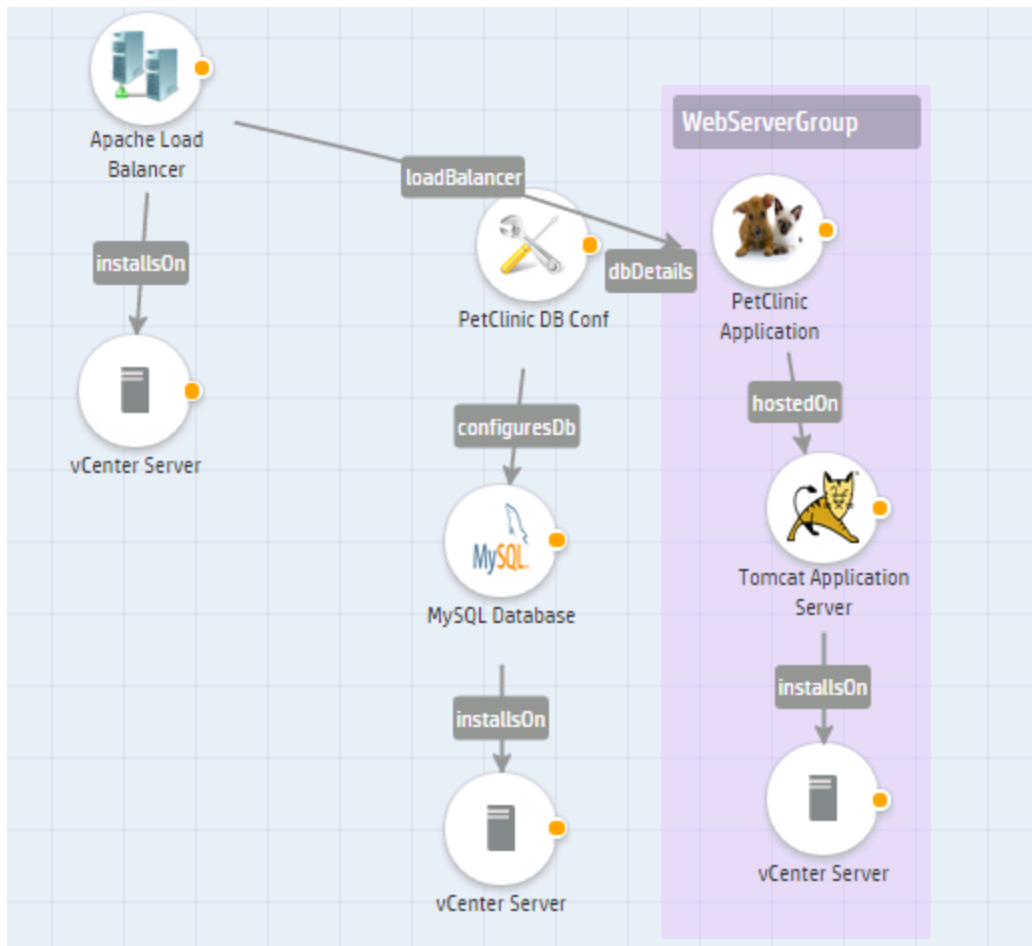 Apache Load
Balancer
installsOn
vCenter Server
loadBalancer
PetClinic DB Conf
dbDetails
configuresDb
MySQL
MySQL Database
installsOn
vCenter Server
WebServerGroup
PetClinic
Application
hostedOn
Tomcat Application
Server
installsOn
vCenter Server